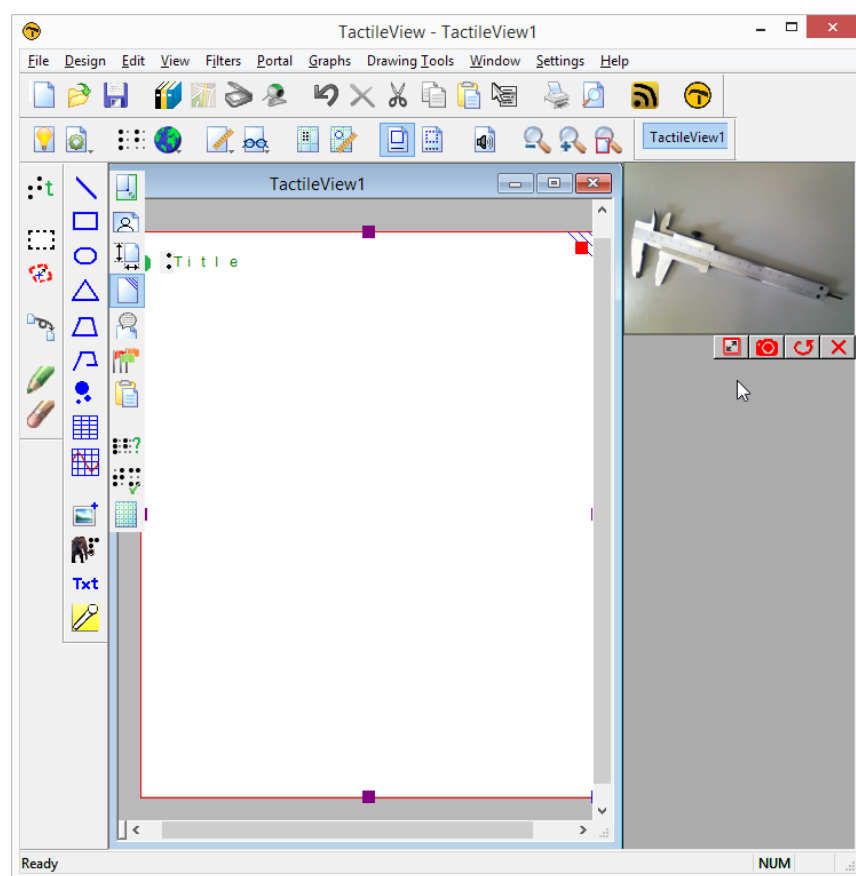 TactileView - TactileView1
File Design Edit View Filters Portal Graphs Drawing Tools Window Settings Help
TactileView1
TactileView1
t
Title
?
Txt
Ready
NUM